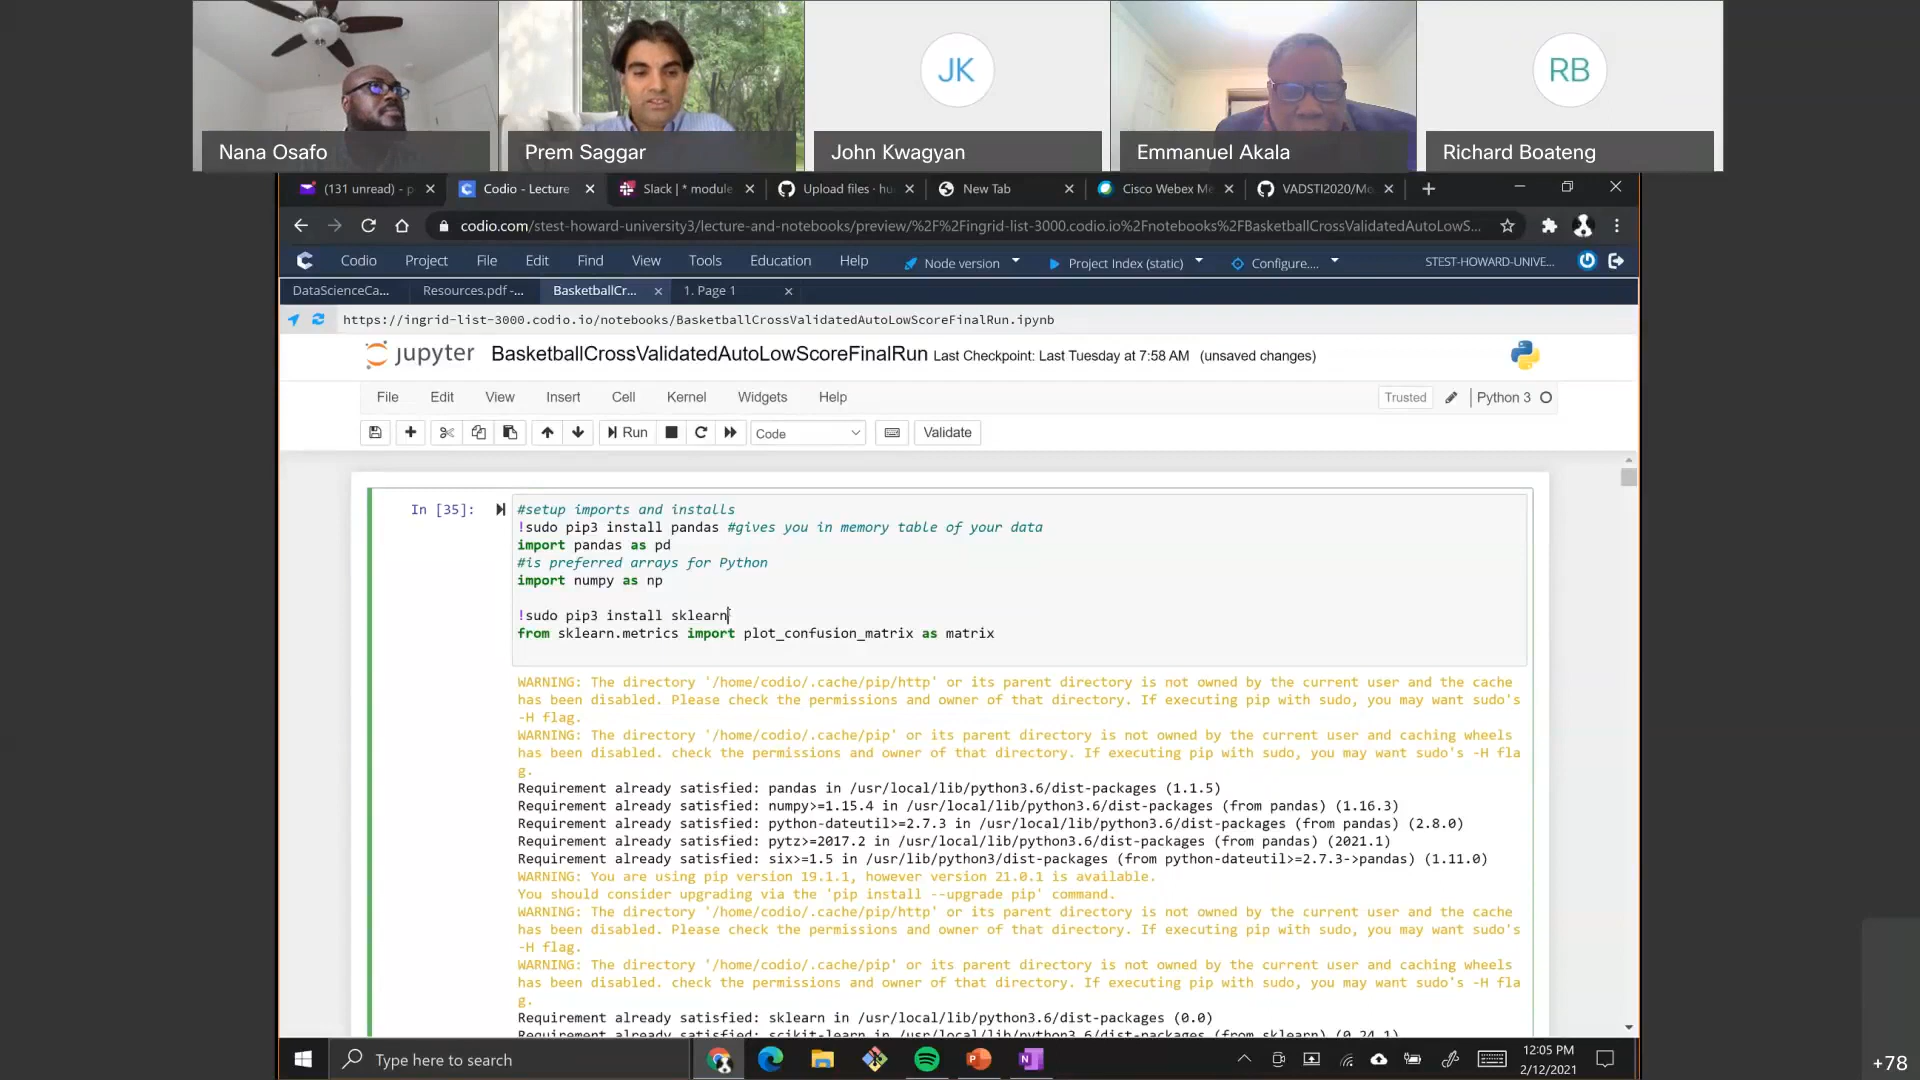 JK
RB
Nana Osafo
Prem Saggar
John Kwagyan
Emmanuel Akala
Richard Boateng
(131 unread) - p
Codio - Lecture
Slack | * module
Upload files · hu
New Tab
Cisco Webex Me
VADSTI2020/Mo
codio.com/stest-howard-university3/lecture-and-notebooks/preview/%2F%2Fingrid-list-3000.codio.io%2Fnotebooks%2FBasketballCrossValidatedAutoLowS...
Codio Project File Edit Find View Tools Education Help Node version Project Index (static) Configure.... STEST-HOWARD-UNIVE...
DataScienceCa... Resources.pdf -... BasketballCr... 1. Page 1
https://ingrid-list-3000.codio.io/notebooks/BasketballCrossValidatedAutoLowScoreFinalRun.ipynb
jupyter BasketballCrossValidatedAutoLowScoreFinalRun Last Checkpoint: Last Tuesday at 7:58 AM (unsaved changes)
File Edit View Insert Cell Kernel Widgets Help Trusted Python 3
Run Code Validate
In [35]: #setup imports and installs
!sudo pip3 install pandas #gives you in memory table of your data
import pandas as pd
#is preferred arrays for Python
import numpy as np
!sudo pip3 install sklearn
from sklearn.metrics import plot_confusion_matrix as matrix
WARNING: The directory '/home/codio/.cache/pip/http' or its parent directory is not owned by the current user and the cache
has been disabled. Please check the permissions and owner of that directory. If executing pip with sudo, you may want sudo's
-H flag.
WARNING: The directory '/home/codio/.cache/pip' or its parent directory is not owned by the current user and caching wheels
has been disabled. check the permissions and owner of that directory. If executing pip with sudo, you may want sudo's -H fla
g.
Requirement already satisfied: pandas in /usr/local/lib/python3.6/dist-packages (1.1.5)
Requirement already satisfied: numpy>=1.15.4 in /usr/local/lib/python3.6/dist-packages (from pandas) (1.16.3)
Requirement already satisfied: python-dateutil>=2.7.3 in /usr/local/lib/python3.6/dist-packages (from pandas) (2.8.0)
Requirement already satisfied: pytz>=2017.2 in /usr/local/lib/python3.6/dist-packages (from pandas) (2021.1)
Requirement already satisfied: six>=1.5 in /usr/lib/python3/dist-packages (from python-dateutil>=2.7.3->pandas) (1.11.0)
WARNING: You are using pip version 19.1.1, however version 21.0.1 is available.
You should consider upgrading via the 'pip install --upgrade pip' command.
WARNING: The directory '/home/codio/.cache/pip/http' or its parent directory is not owned by the current user and the cache
has been disabled. Please check the permissions and owner of that directory. If executing pip with sudo, you may want sudo's
-H flag.
WARNING: The directory '/home/codio/.cache/pip' or its parent directory is not owned by the current user and caching wheels
has been disabled. check the permissions and owner of that directory. If executing pip with sudo, you may want sudo's -H fla
g.
Requirement already satisfied: sklearn in /usr/local/lib/python3.6/dist-packages (0.0)
Requirement already satisfied: scikit-learn in /usr/local/lib/python3.6/dist-packages (from sklearn) (0.24.1)
Type here to search
12:05 PM
2/12/2021
+78